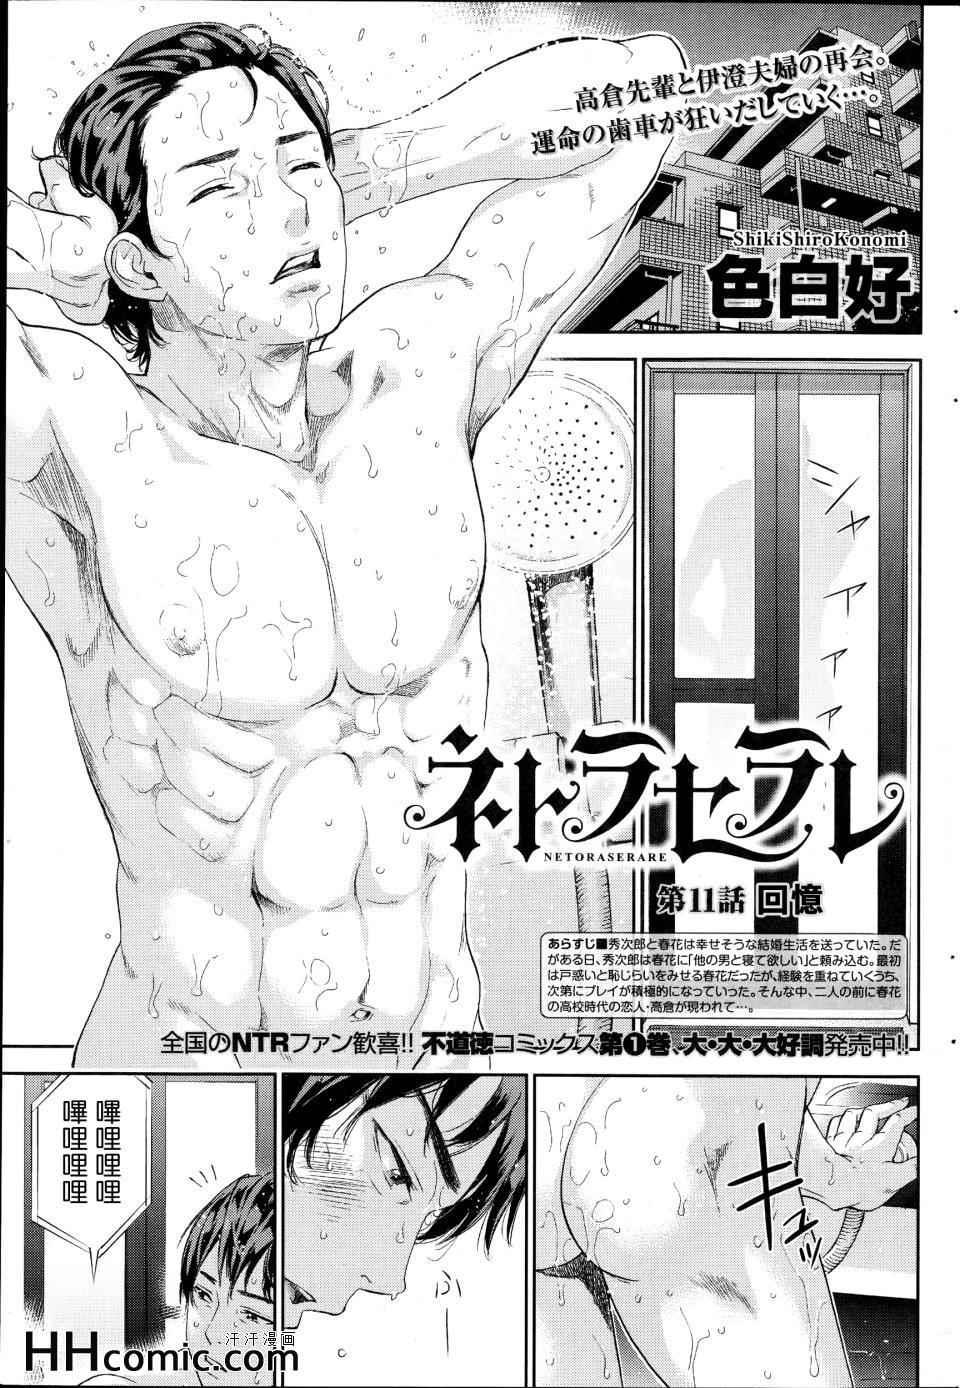 高倉先輩と伊澄夫婦の再会。
運命の歯車が狂いだしていく…。
ShikiShiroKonomi
色白好
シャアアアァァ
ネトラセラレ
NETORASERARE
第11話 回憶
あらすじ■秀次郎と春花は幸せそうな結婚生活を送っていた。だ
がある日、秀次郎は春花に「他の男と寝て欲しい」と頼み込む。最初
は戸惑いと恥じらいをみせる春花だったが、経験を重ねていくうち、
次第にプレイが積極的になっていった。そんな中、二人の前に春花
の高校時代の恋人・高倉が現われて…。
全国のNTRファン歓喜!! 不道徳コミックス第❶巻、大・大・大好調発売中!!
キュッ
嗶哩哩哩
嗶哩哩哩
汗汗漫画
HHcomic.com